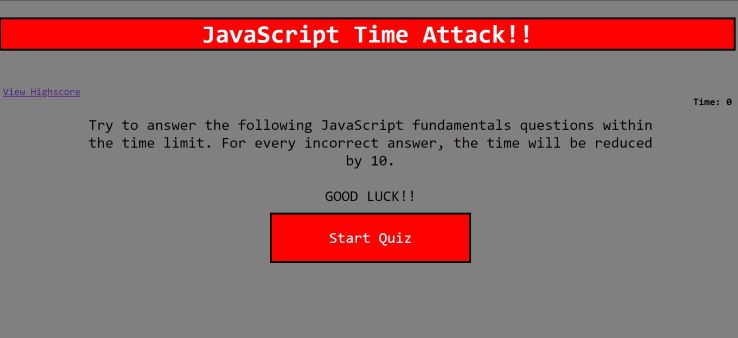 JavaScript Time Attack!!
View Highscore
Time: 0
Try to answer the following JavaScript fundamentals questions within
the time limit. For every incorrect answer, the time will be reduced
by 10.
GOOD LUCK!!
Start Quiz